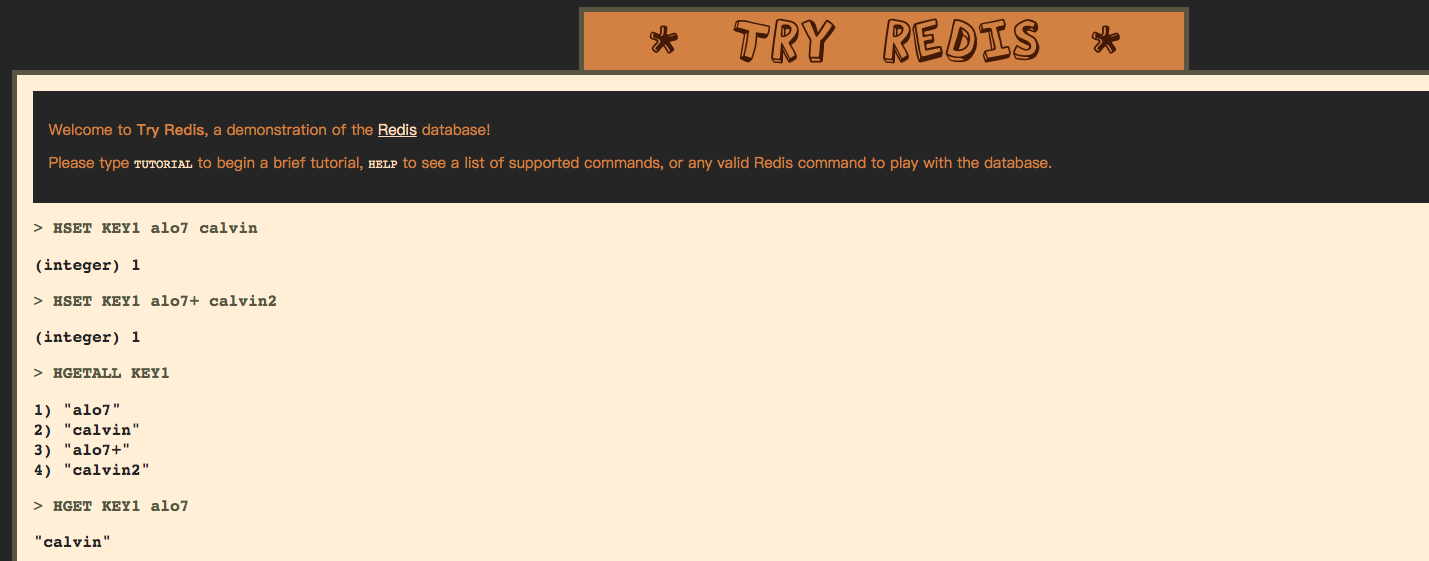 * TRY REDIS *
Welcome to Try Redis, a demonstration of the Redis database!
Please type TUTORIAL to begin a brief tutorial, HELP to see a list of supported commands, or any valid Redis command to play with the database.
> HSET KEY1 alo7 calvin
(integer) 1
> HSET KEY1 alo7+ calvin2
(integer) 1
> HGETALL KEY1
1) "alo7"
2) "calvin"
3) "alo7+"
4) "calvin2"
> HGET KEY1 alo7
"calvin"